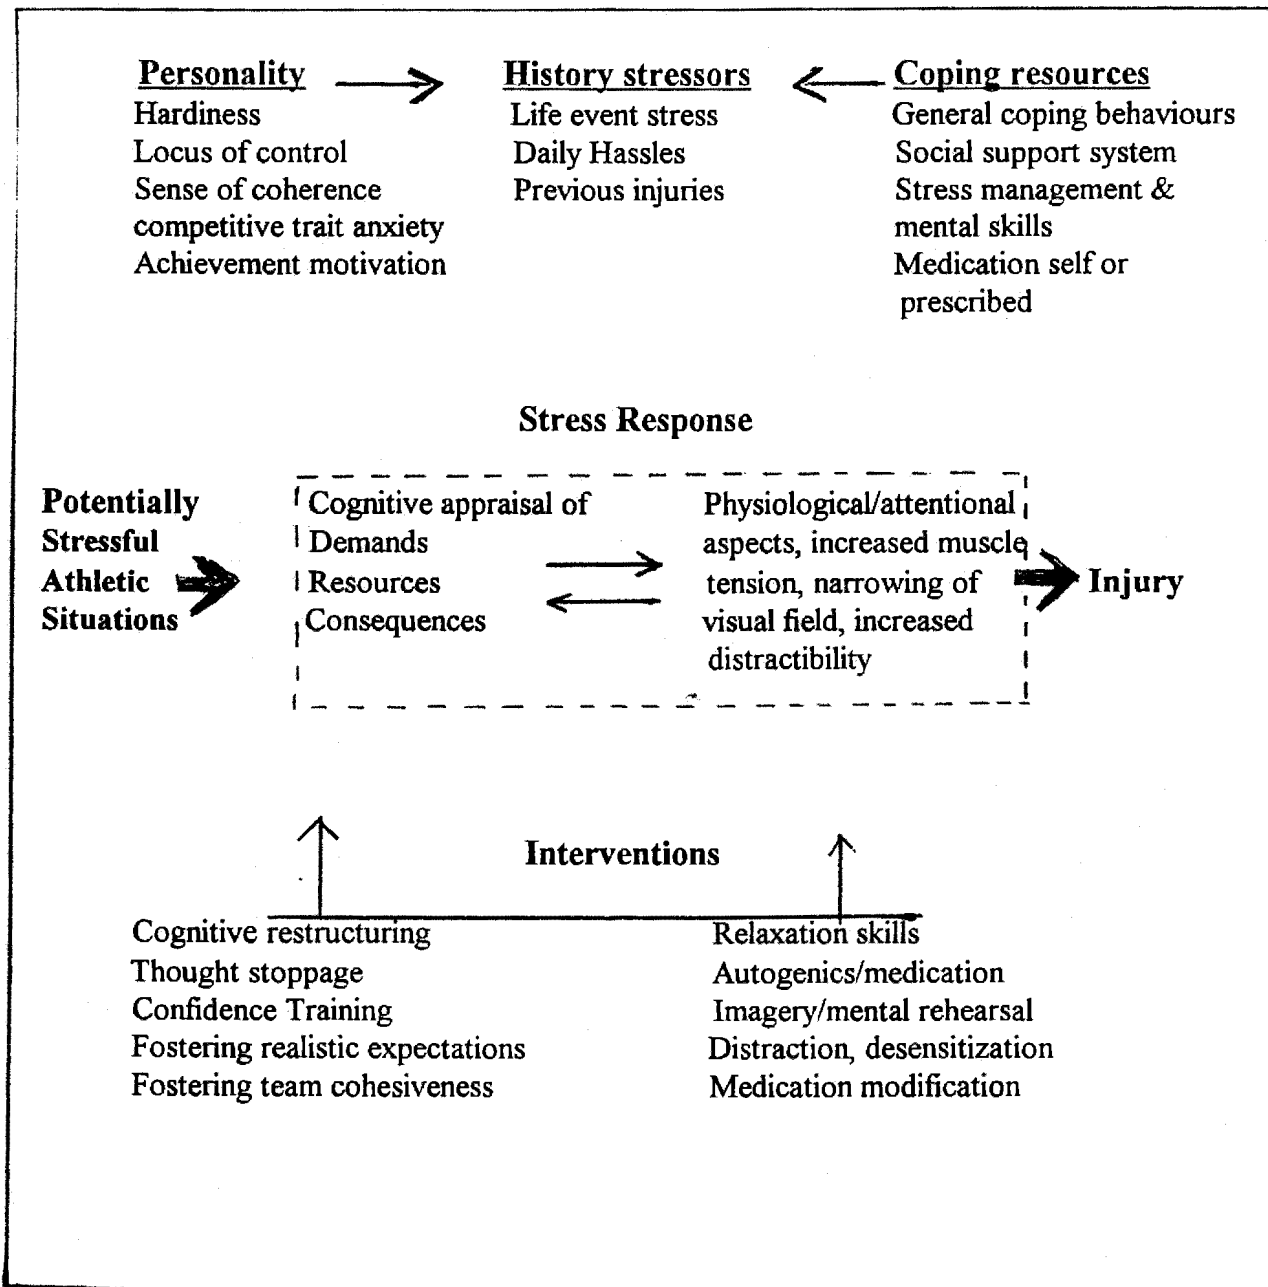 Personality
Hardiness
Locus of control
Sense of coherence
competitive trait anxiety
Achievement motivation
History stressors
Life event stress
Daily Hassles
Previous injuries
Coping resources
General coping behaviours
Social support system
Stress management &
mental skills
Medication self or
prescribed
Stress Response
Potentially
Stressful
Athletic
Situations
Cognitive appraisal of
Demands
Resources
Consequences
Physiological/attentional
aspects, increased muscle
tension, narrowing of
visual field, increased
distractibility
Injury
Interventions
Cognitive restructuring
Thought stoppage
Confidence Training
Fostering realistic expectations
Fostering team cohesiveness
Relaxation skills
Autogenics/medication
Imagery/mental rehearsal
Distraction, desensitization
Medication modification